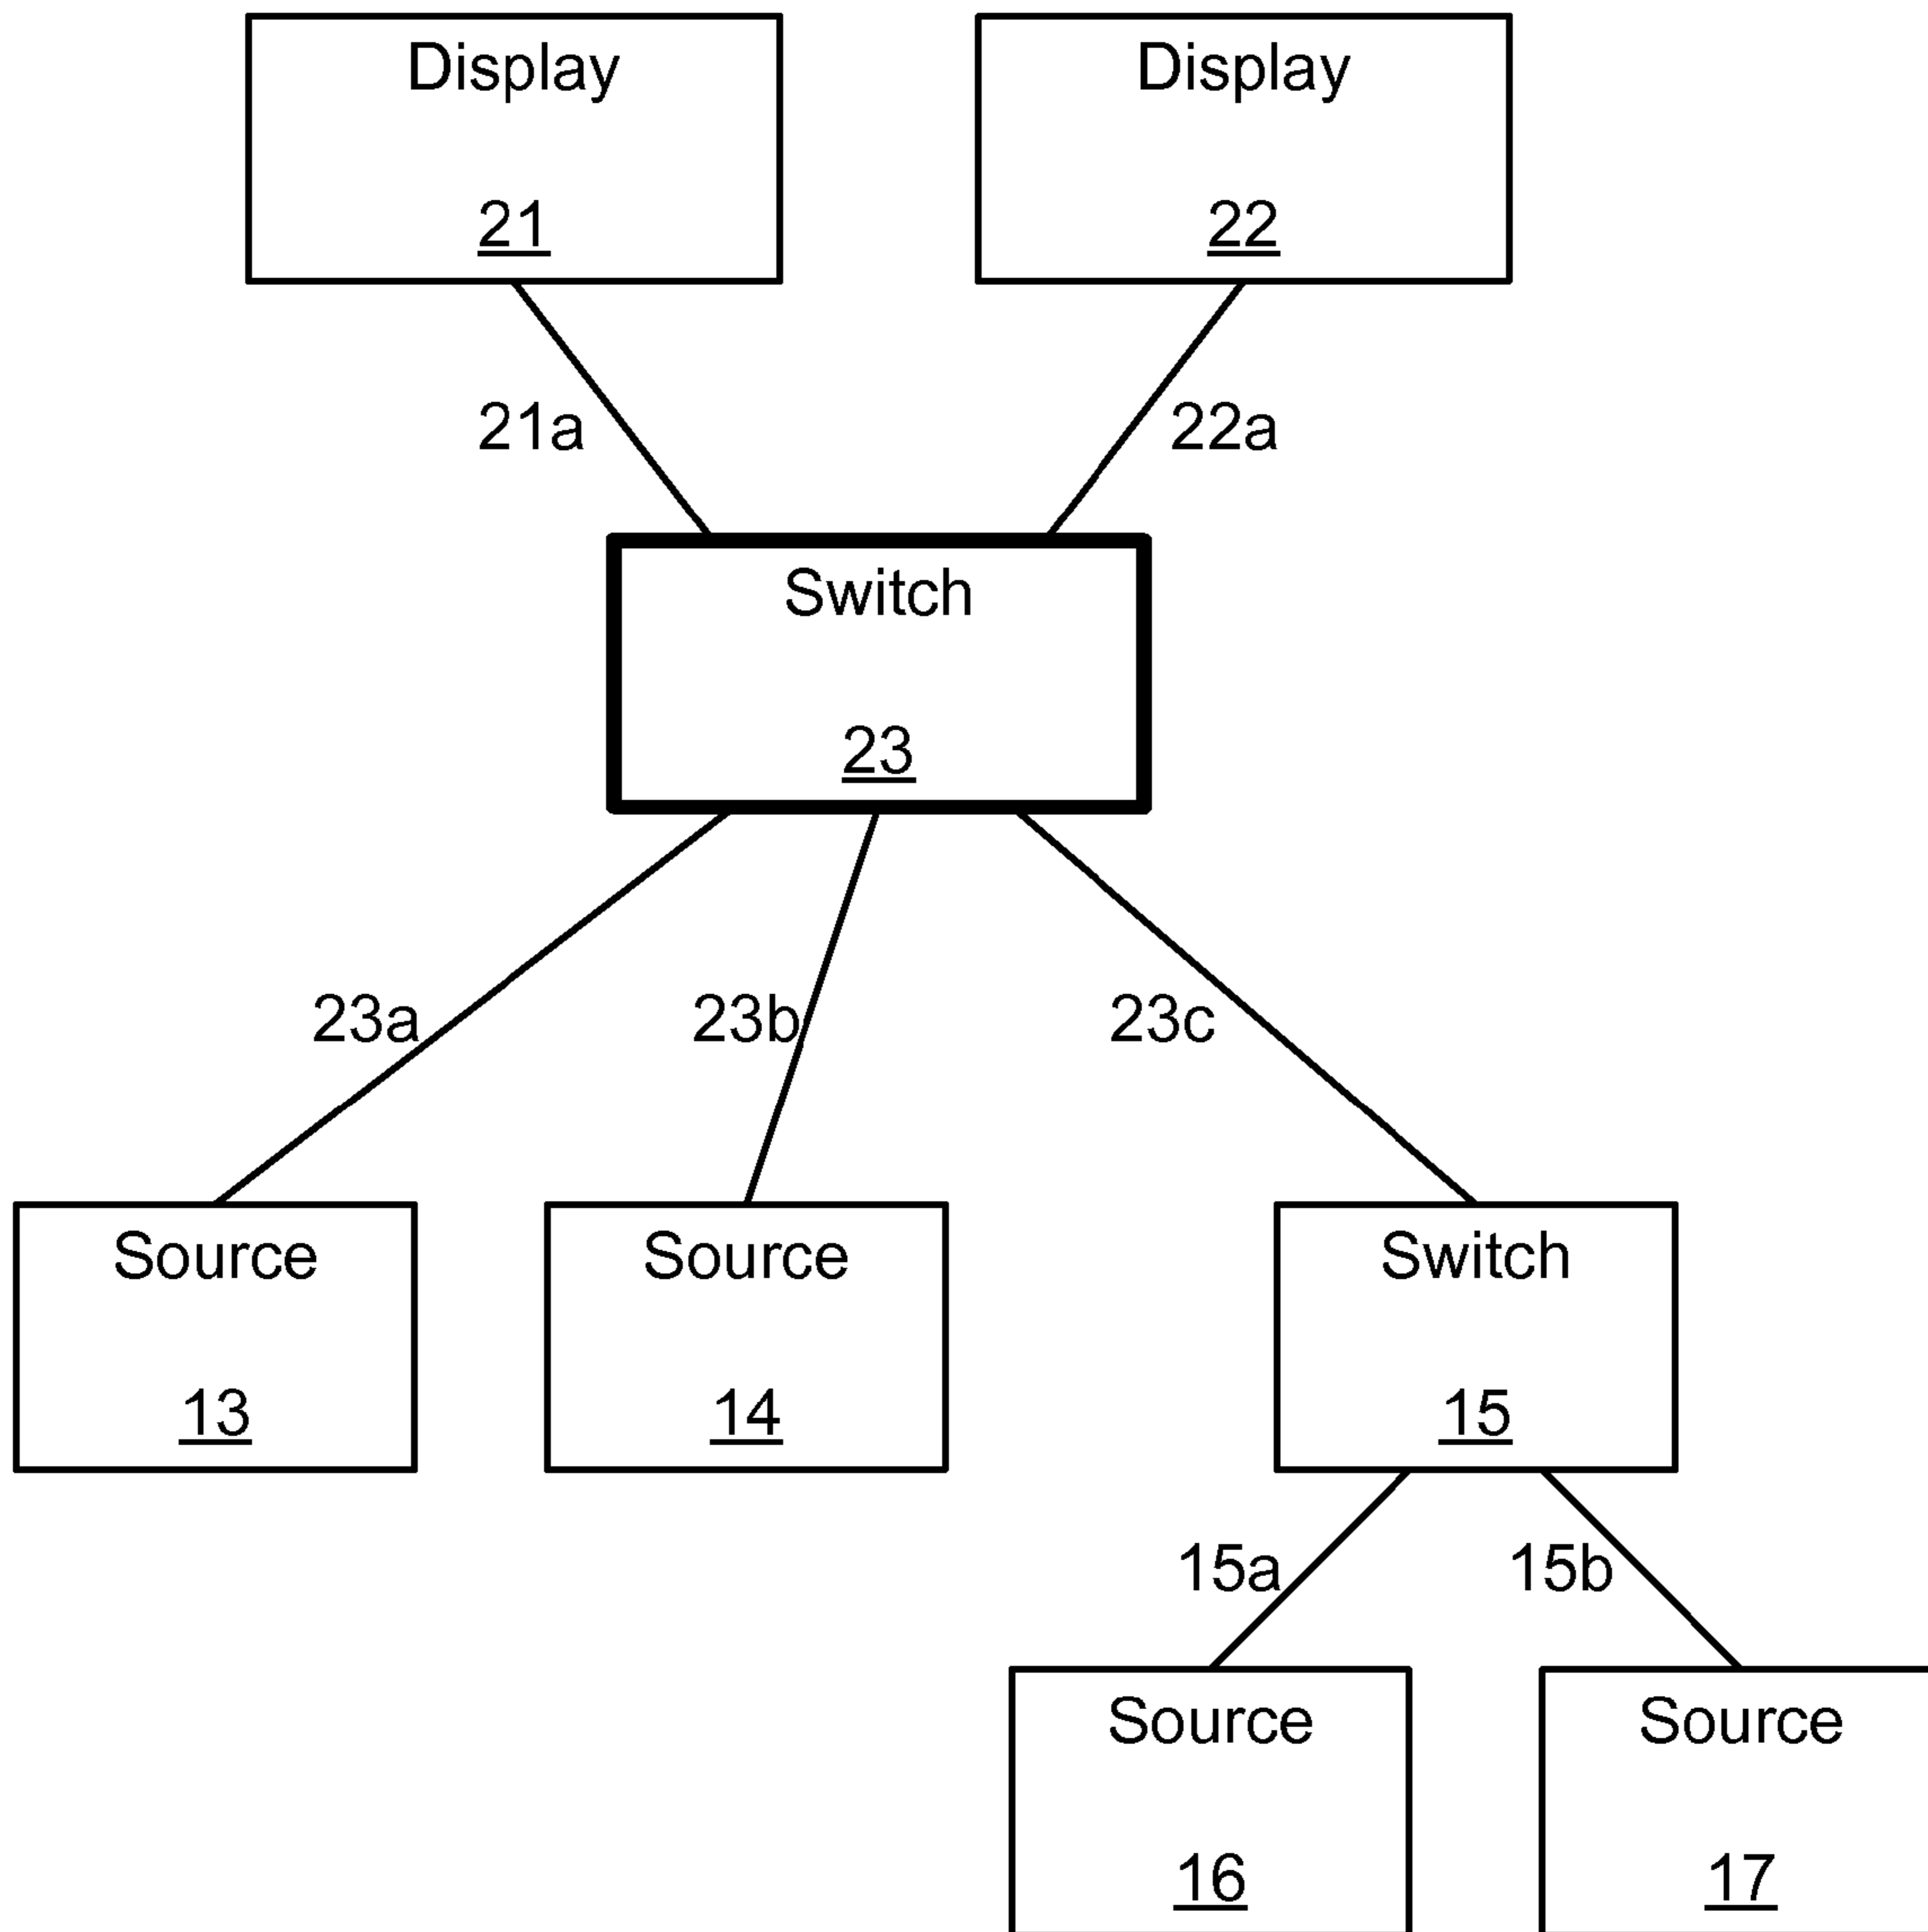 Display
Display
21
22
21a
22a
Switch
23
23a
23b
23c
Source
Source
Switch
13
14
15
15a
15b
Source
Source
16
17